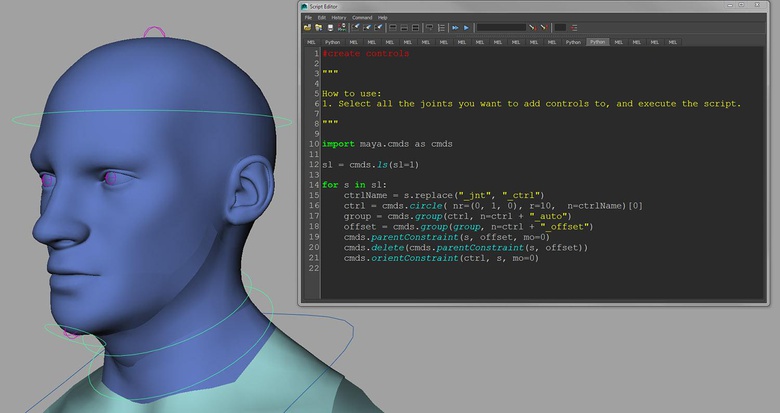 Script Editor
File Edit History Command Help
MEL Python MEL MEL MEL MEL MEL MEL MEL MEL MEL MEL MEL MEL Python Python MEL MEL MEL MEL
1 #create controls
2
3 """
4
5 How to use:
6 1. Select all the joints you want to add controls to, and execute the script.
7
8 """
9
10 import maya.cmds as cmds
11
12 sl = cmds.ls(sl=1)
13
14 for s in sl:
15 ctrlName = s.replace("_jnt", "_ctrl")
16 ctrl = cmds.circle( nr=(0, 1, 0), r=10, n=ctrlName)[0]
17 group = cmds.group(ctrl, n=ctrl + "_auto")
18 offset = cmds.group(group, n=ctrl + "_offset")
19 cmds.parentConstraint(s, offset, mo=0)
20 cmds.delete(cmds.parentConstraint(s, offset))
21 cmds.orientConstraint(ctrl, s, mo=0)
22